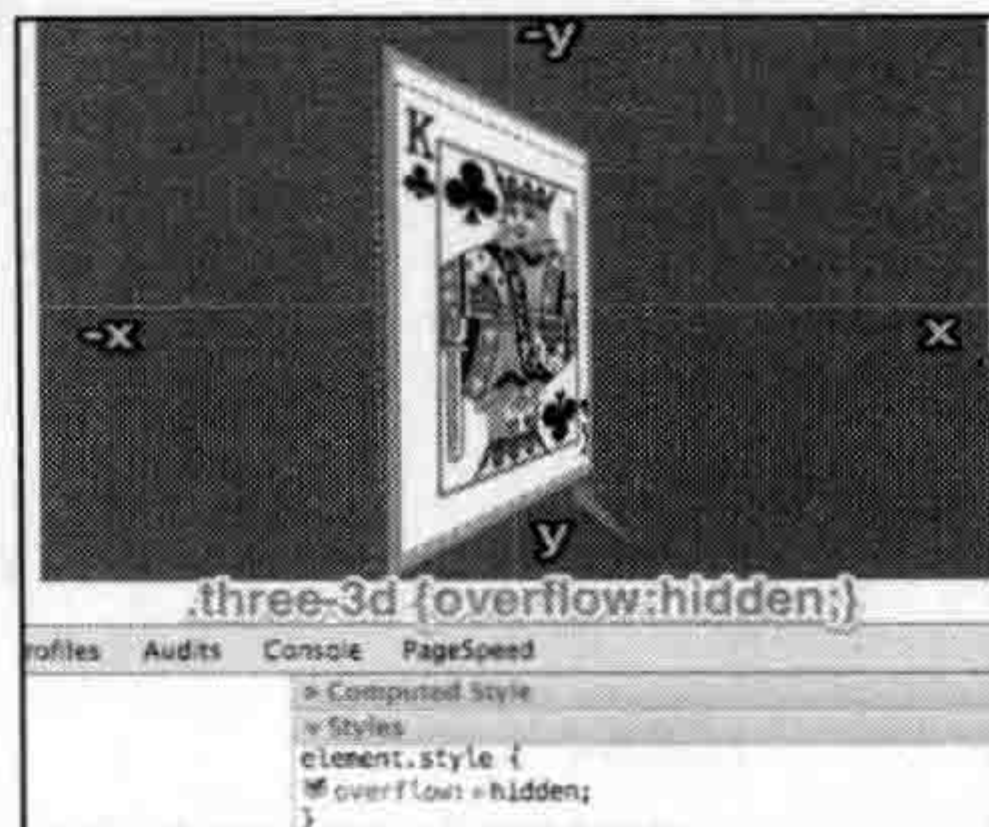 -y
K
-x
x
y
.three-3d {overflow:hidden;}
rofiles Audits Console PageSpeed
Computed Style
Styles
element.style {
overflow: hidden;
}